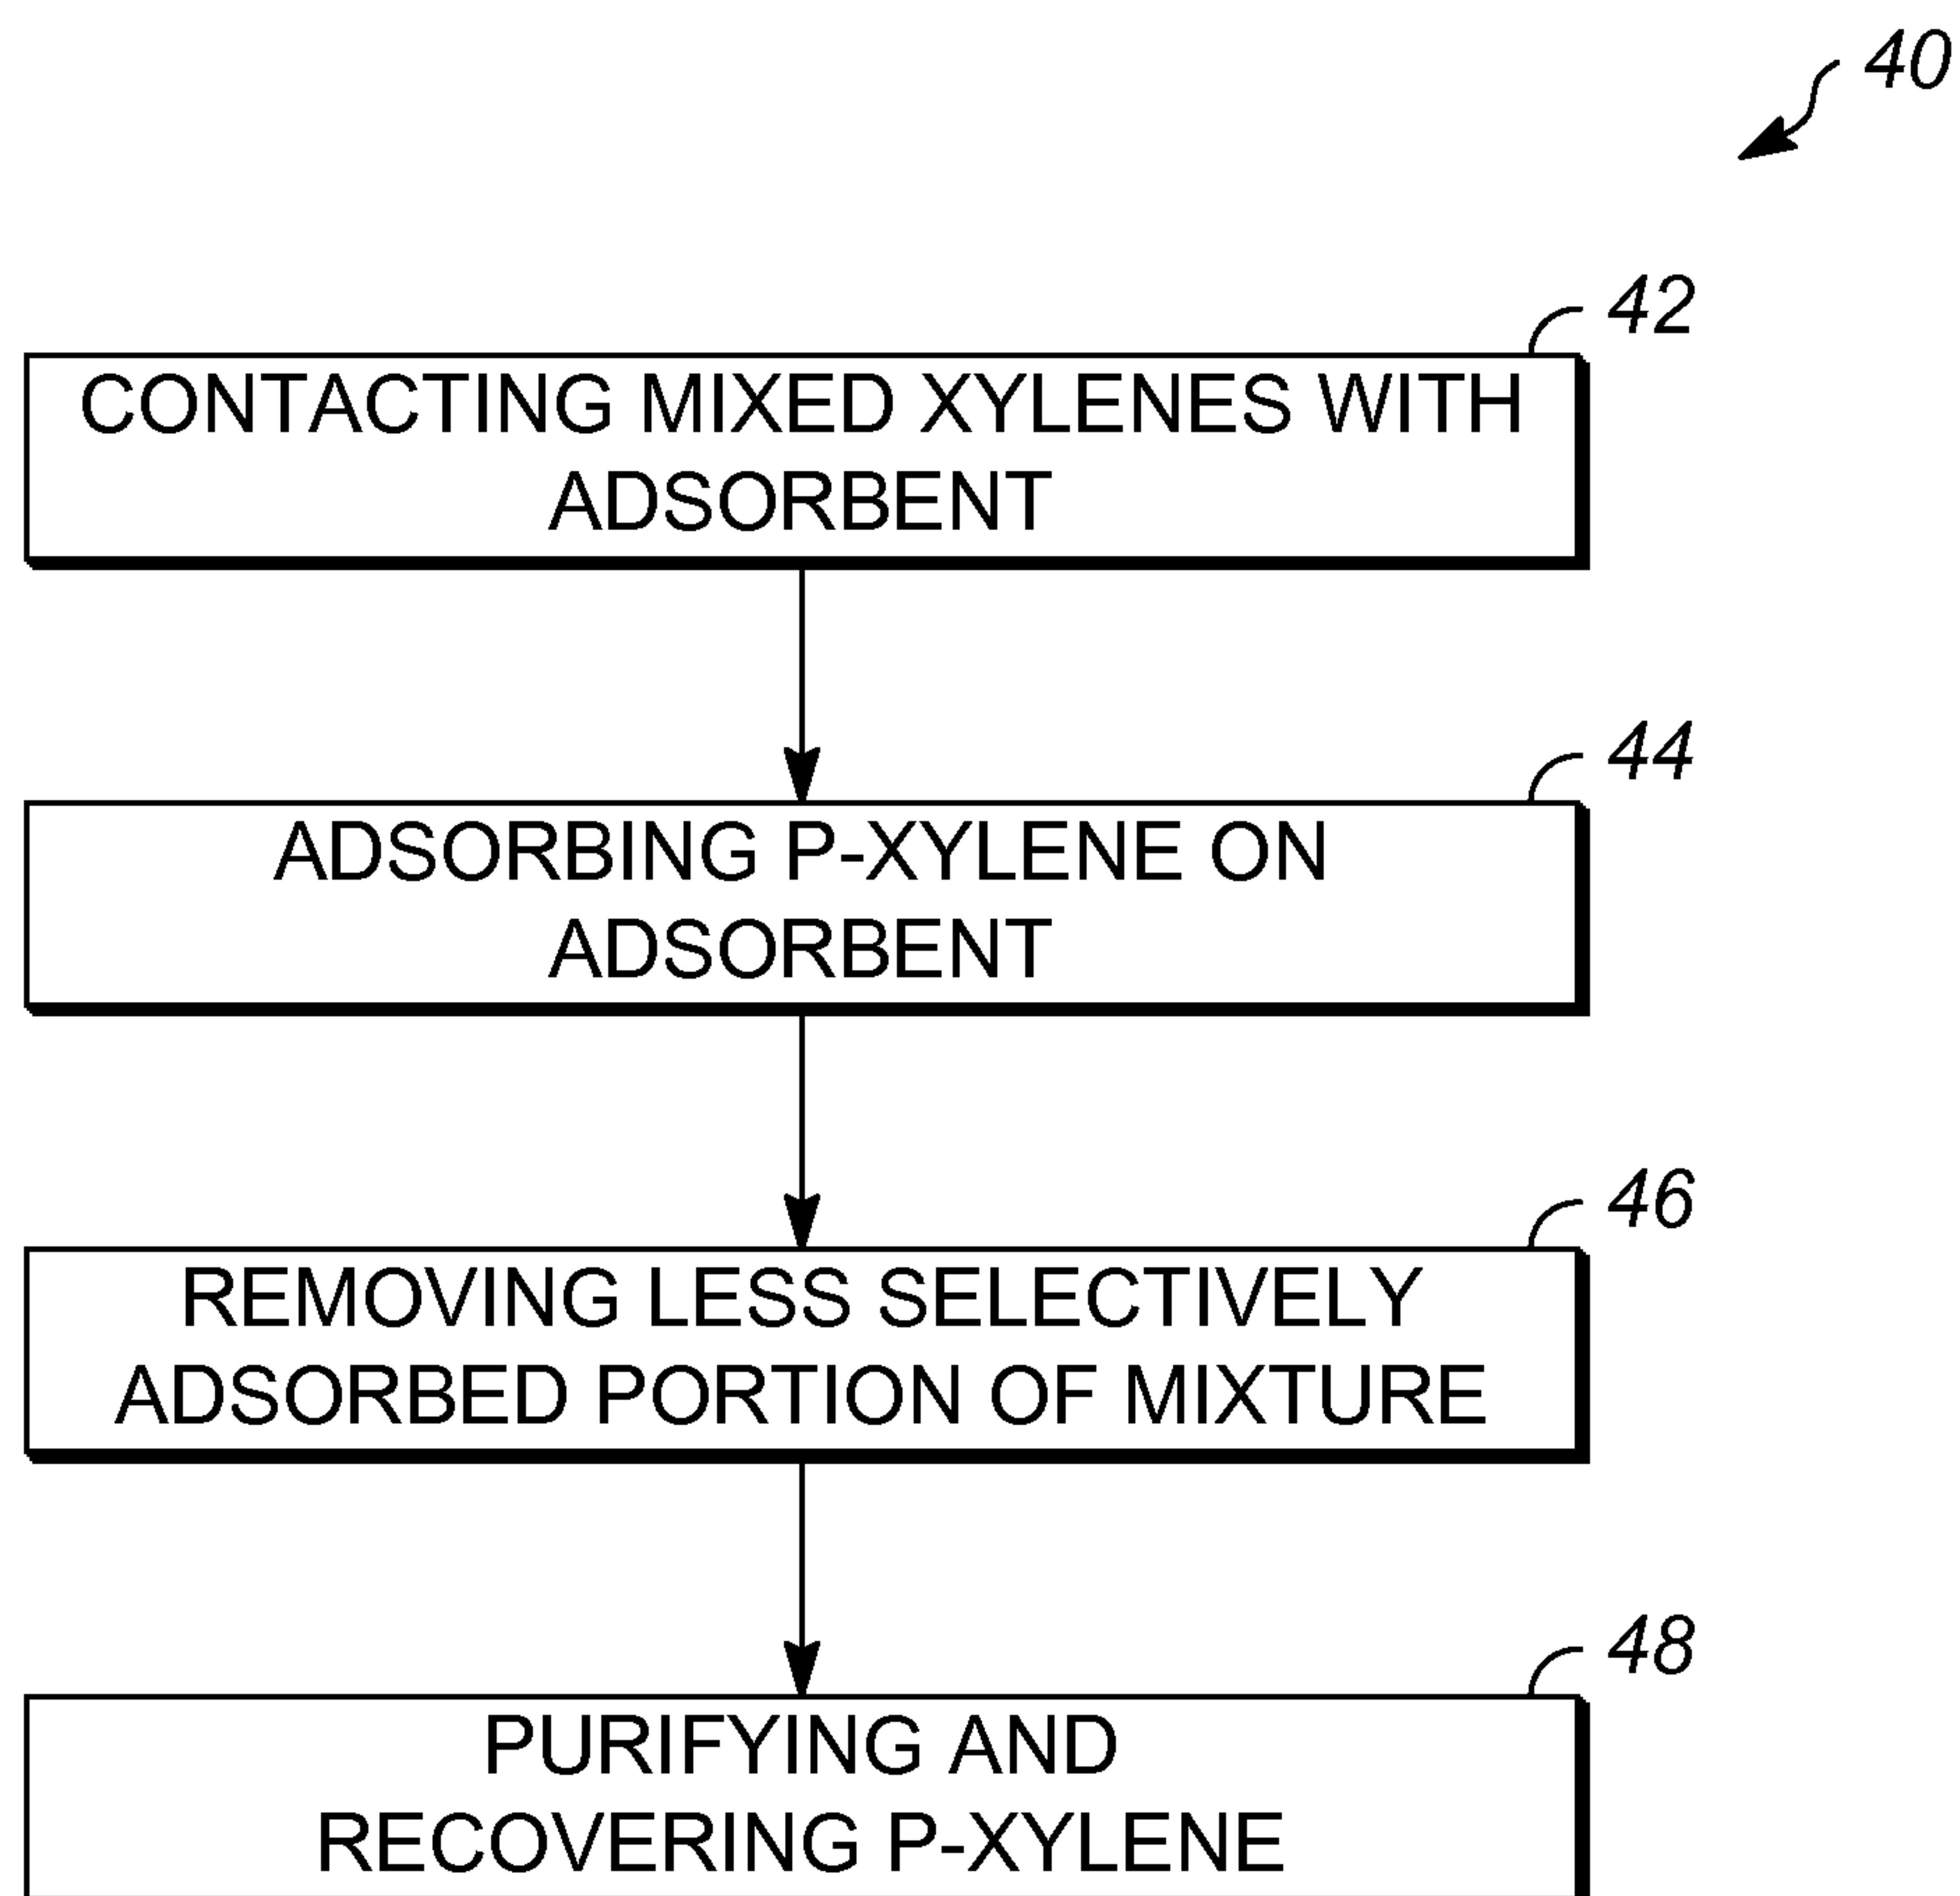 40
42
CONTACTING MIXED XYLENES WITH
ADSORBENT
44
ADSORBING P-XYLENE ON
ADSORBENT
46
REMOVING LESS SELECTIVELY
ADSORBED PORTION OF MIXTURE
48
PURIFYING AND
RECOVERING P-XYLENE